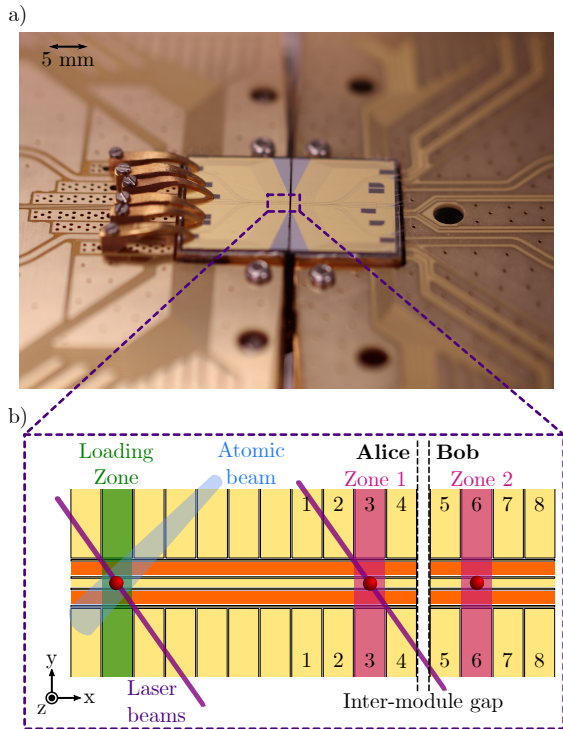 a)
5 mm
b)
Loading
Zone
Atomic
beam
Alice
Bob
Zone 1
Zone 2
1 2 3 4 5 6 7 8
1 2 3 4 5 6 7 8
y
x
z
Laser
beams
Inter-module gap